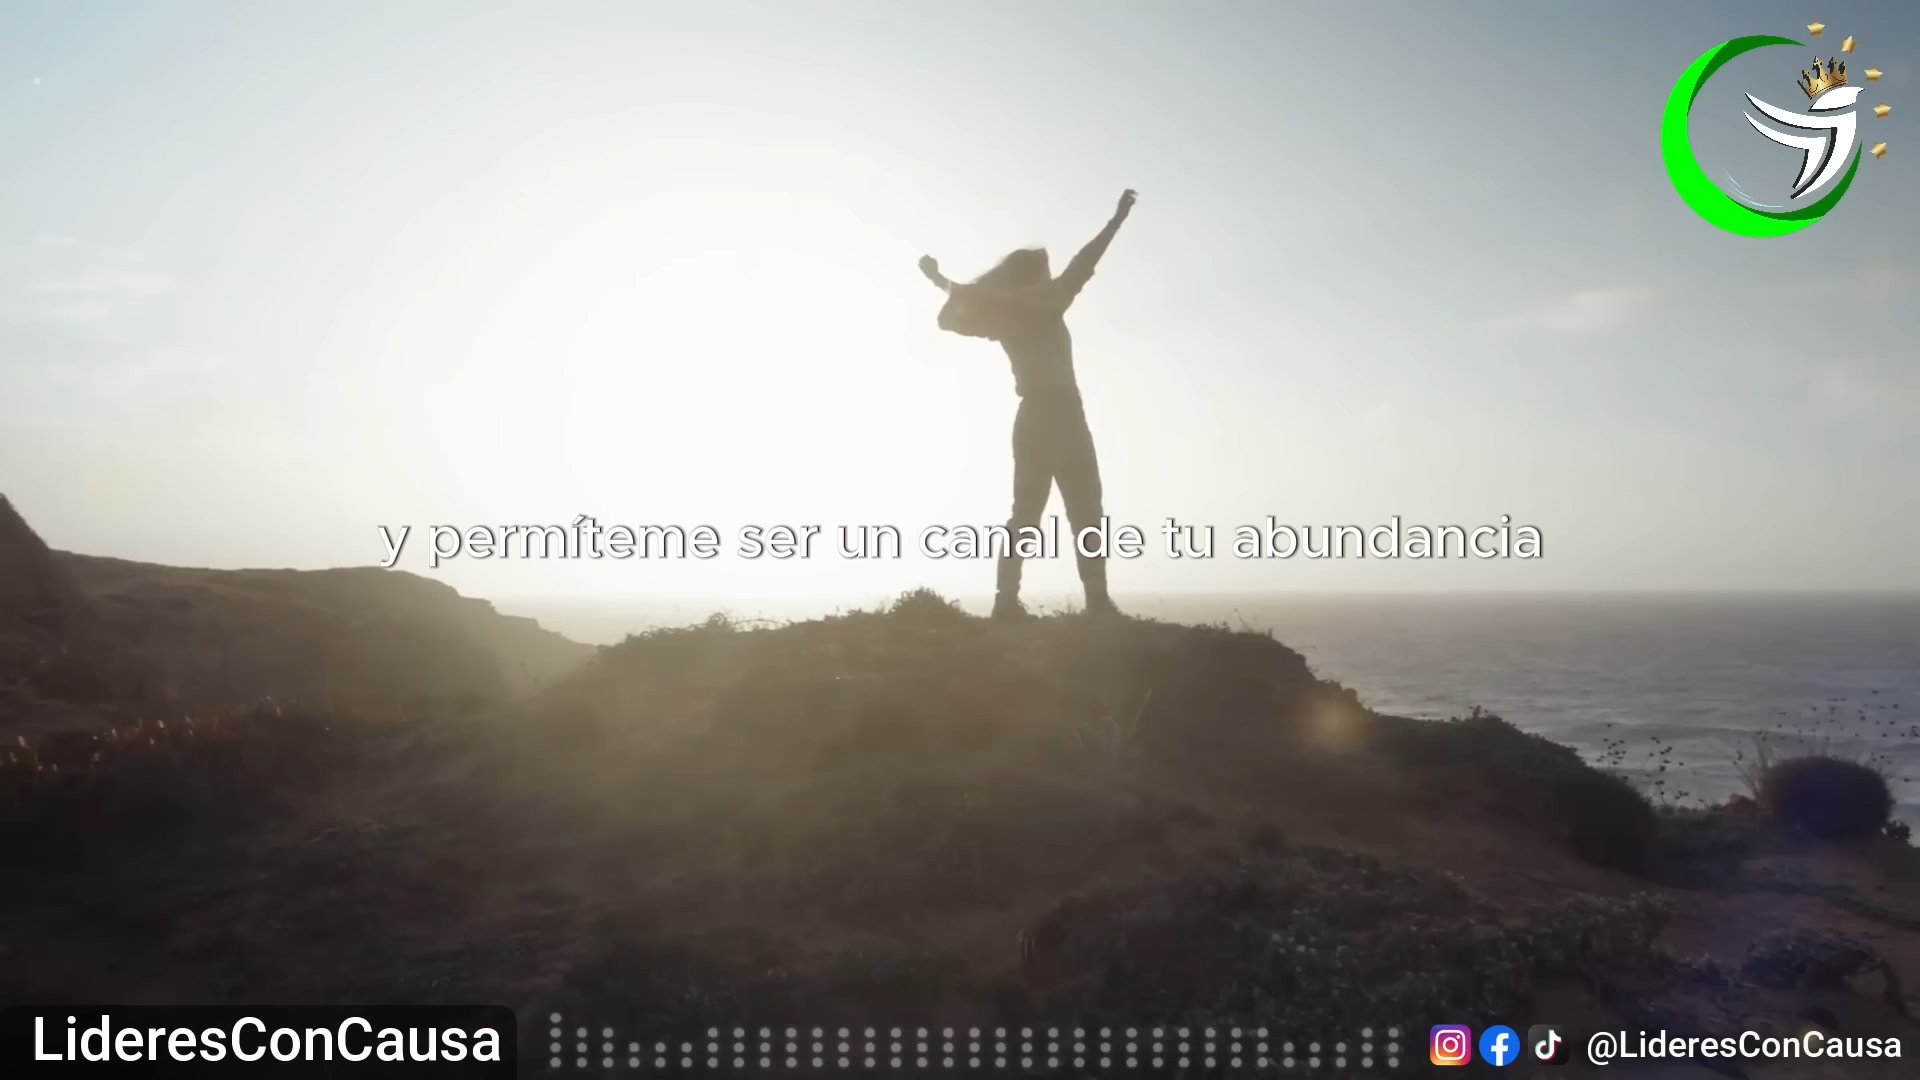 y permíteme ser un canal de tu abundancia
LideresConCausa
@LideresConCausa